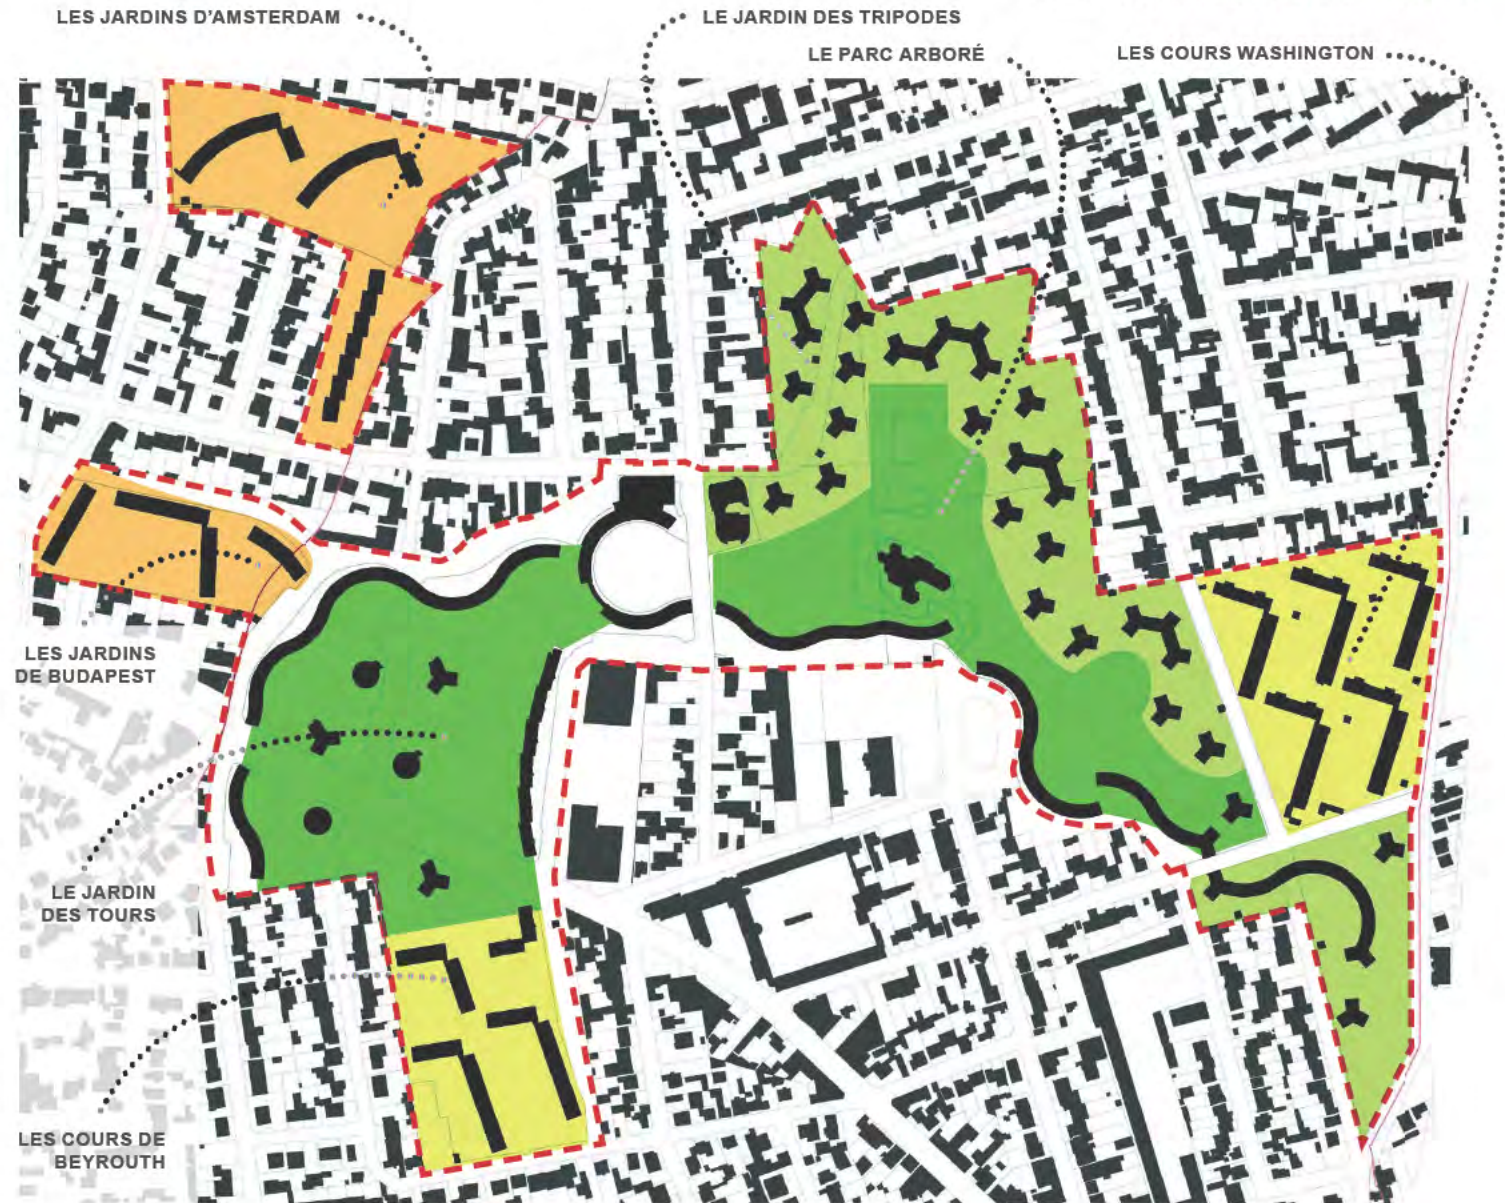 LES JARDINS D'AMSTERDAM
LE JARDIN DES TRIPODES
LE PARC ARBORÉ
LES COURS WASHINGTON
LES JARDINS
DE BUDAPEST
LE JARDIN
DES TOURS
LES COURS DE
BEYROUTH